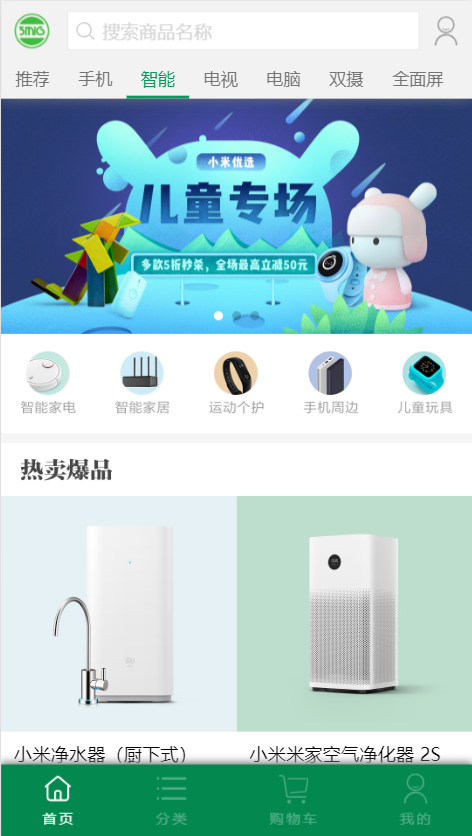 搜索商品名称
推荐 手机 智能 电视 电脑 双摄 全面屏
小米优选
儿童专场
多款5折秒杀，全场最高立减50元
智能家电 智能家居 运动个护 手机周边 儿童玩具
热卖爆品
小米净水器（厨下式） 小米米家空气净化器 2S
首页 分类 购物车 我的